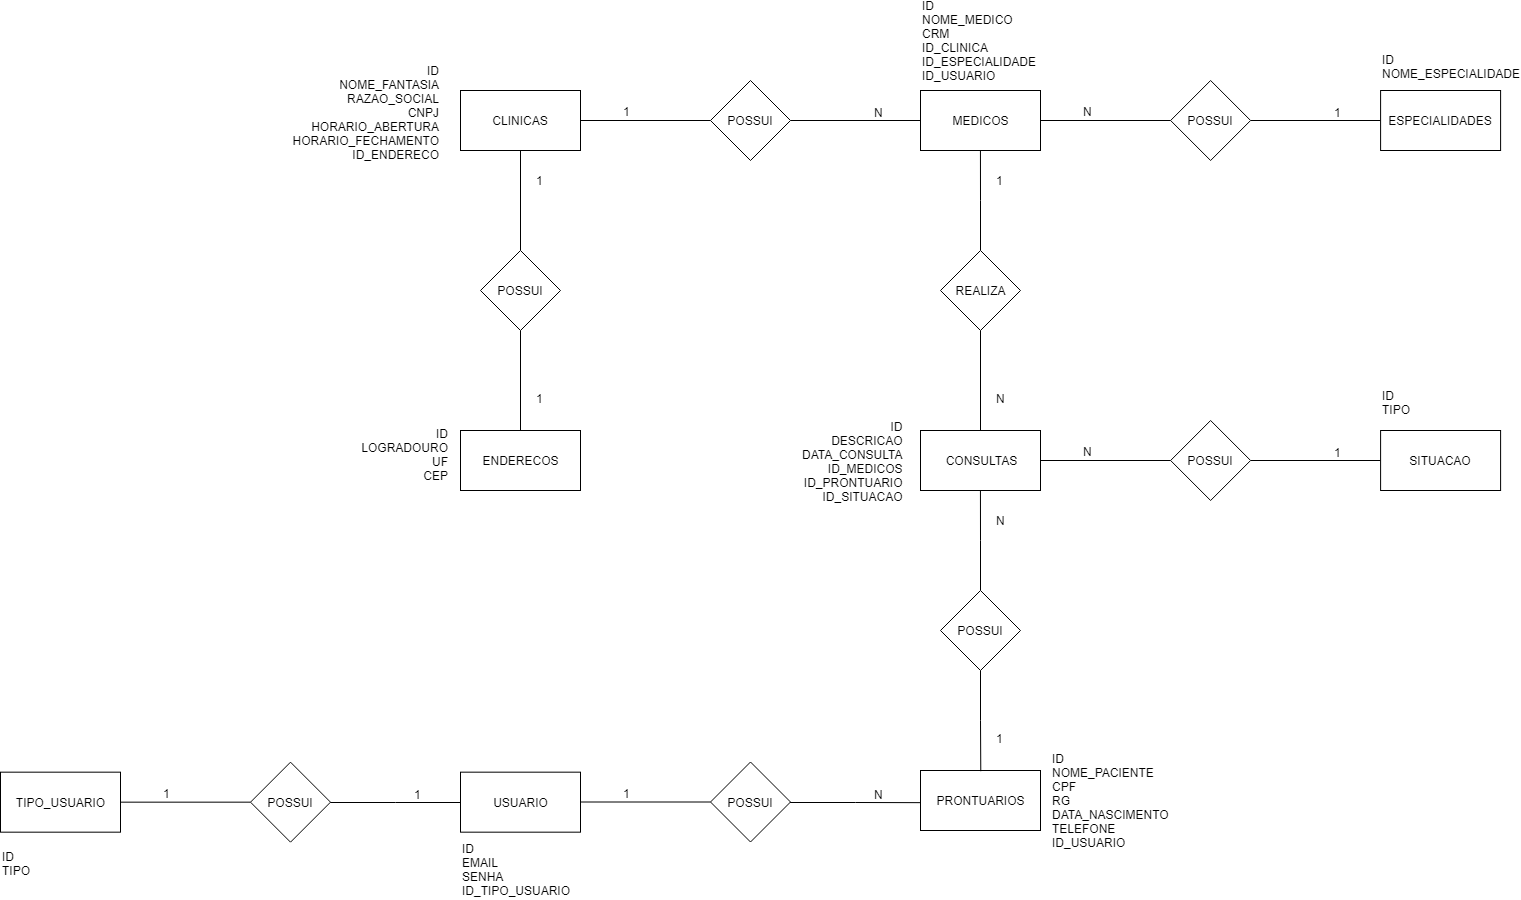 ID
NOME_MEDICO
CRM
ID_CLINICA
ID_ESPECIALIDADE
ID_USUARIO
ID
NOME_ESPECIALIDADE
ID
NOME_FANTASIA
RAZAO_SOCIAL
CNPJ
HORARIO_ABERTURA
HORARIO_FECHAMENTO
ID_ENDERECO
CLINICAS
1
POSSUI
N
MEDICOS
N
POSSUI
1
ESPECIALIDADES
1
1
POSSUI
REALIZA
1
N
ID
TIPO
ID
LOGRADOURO
UF
CEP
ENDERECOS
ID
DESCRICAO
DATA_CONSULTA
ID_MEDICOS
ID_PRONTUARIO
ID_SITUACAO
CONSULTAS
N
POSSUI
1
SITUACAO
N
POSSUI
1
TIPO_USUARIO
1
POSSUI
1
USUARIO
1
POSSUI
N
PRONTUARIOS
ID
NOME_PACIENTE
CPF
RG
DATA_NASCIMENTO
TELEFONE
ID_USUARIO
ID
TIPO
ID
EMAIL
SENHA
ID_TIPO_USUARIO